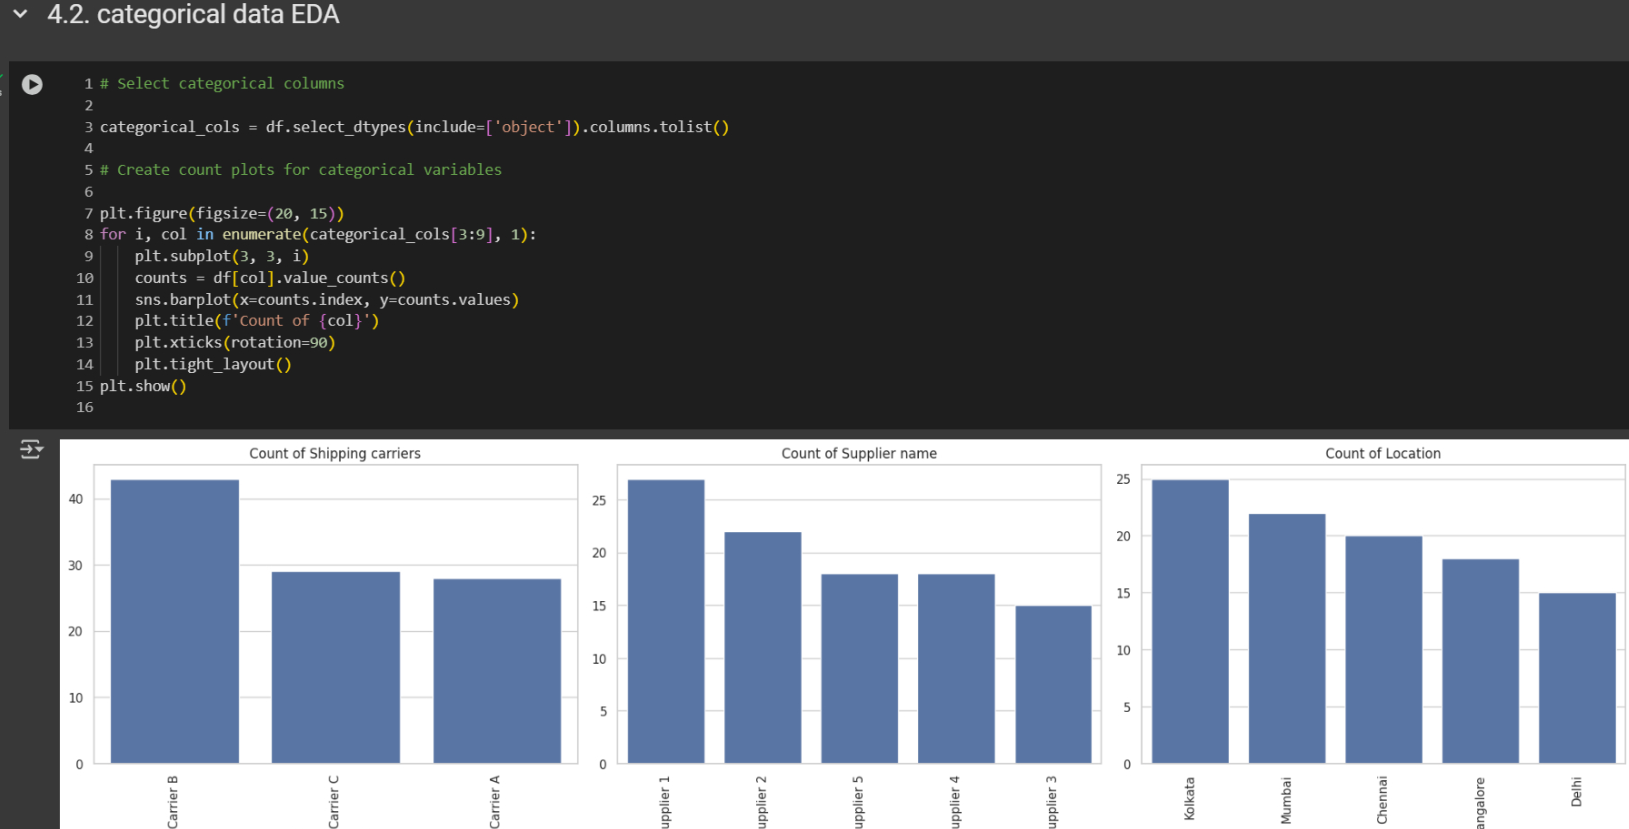 4.2. categorical data EDA
1 # Select categorical columns
2
3 categorical_cols = df.select_dtypes(include=['object']).columns.tolist()
4
5 # Create count plots for categorical variables
6
7 plt.figure(figsize=(20, 15))
8 for i, col in enumerate(categorical_cols[3:9], 1):
9     plt.subplot(3, 3, i)
10     counts = df[col].value_counts()
11     sns.barplot(x=counts.index, y=counts.values)
12     plt.title(f'Count of {col}')
13     plt.xticks(rotation=90)
14     plt.tight_layout()
15 plt.show()
16
Count of Shipping carriers
40
30
20
10
0
Carrier B
Carrier C
Carrier A
Count of Supplier name
25
20
15
10
5
0
upplier 1
upplier 2
upplier 5
upplier 4
upplier 3
Count of Location
25
20
15
10
5
0
Kolkata
Mumbai
Chennai
angalore
Delhi